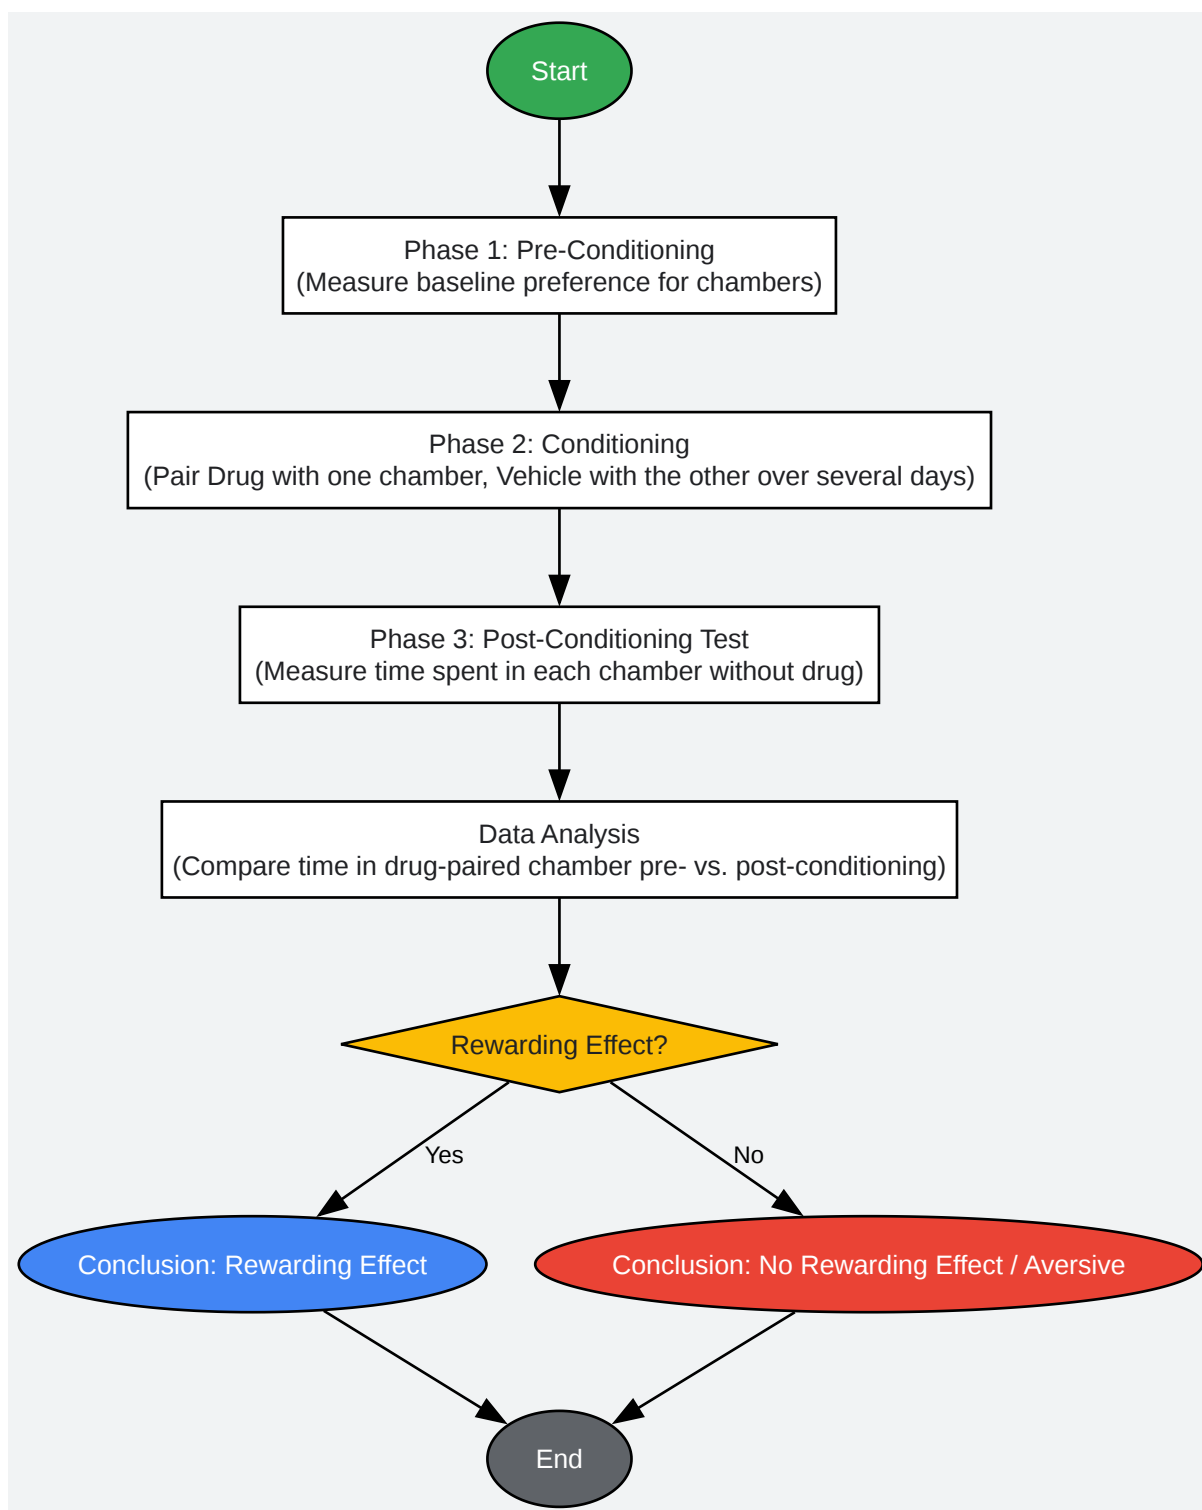 Start
Phase 1: Pre-Conditioning
(Measure baseline preference for chambers)
Phase 2: Conditioning
(Pair Drug with one chamber, Vehicle with the other over several days)
Phase 3: Post-Conditioning Test
(Measure time spent in each chamber without drug)
Data Analysis
(Compare time in drug-paired chamber pre- vs. post-conditioning)
Rewarding Effect?
Yes
No
Conclusion: Rewarding Effect
Conclusion: No Rewarding Effect / Aversive
End